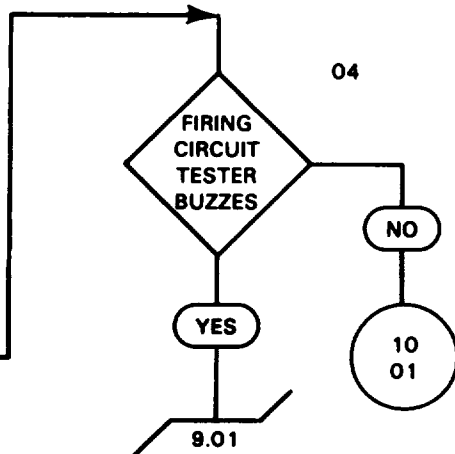 04
FIRING
CIRCUIT
TESTER
BUZZES
NO
YES
10
01
9.01